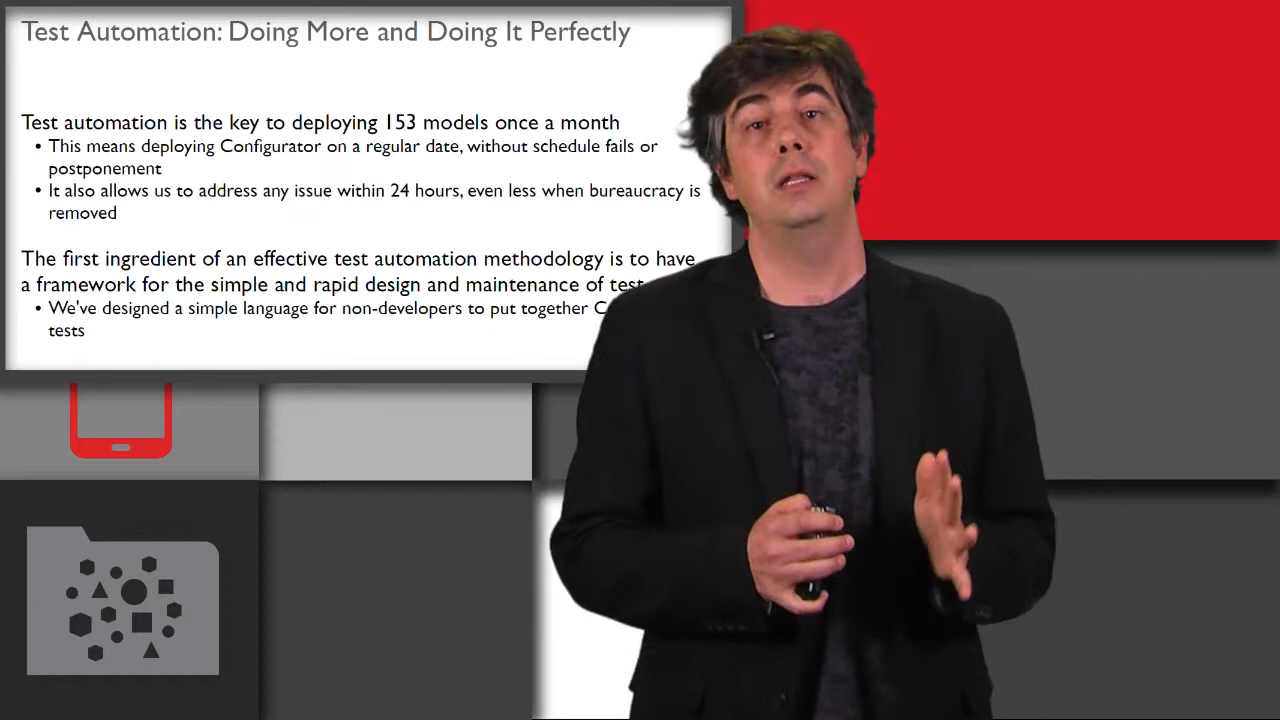 Test Automation: Doing More and Doing It Perfectly
Test automation is the key to deploying 153 models once a month
• This means deploying Configurator on a regular date, without schedule fails or
postponement
• It also allows us to address any issue within 24 hours, even less when bureaucracy is
removed
The first ingredient of an effective test automation methodology is to have
a framework for the simple and rapid design and maintenance of test
• We've designed a simple language for non-developers to put together
tests